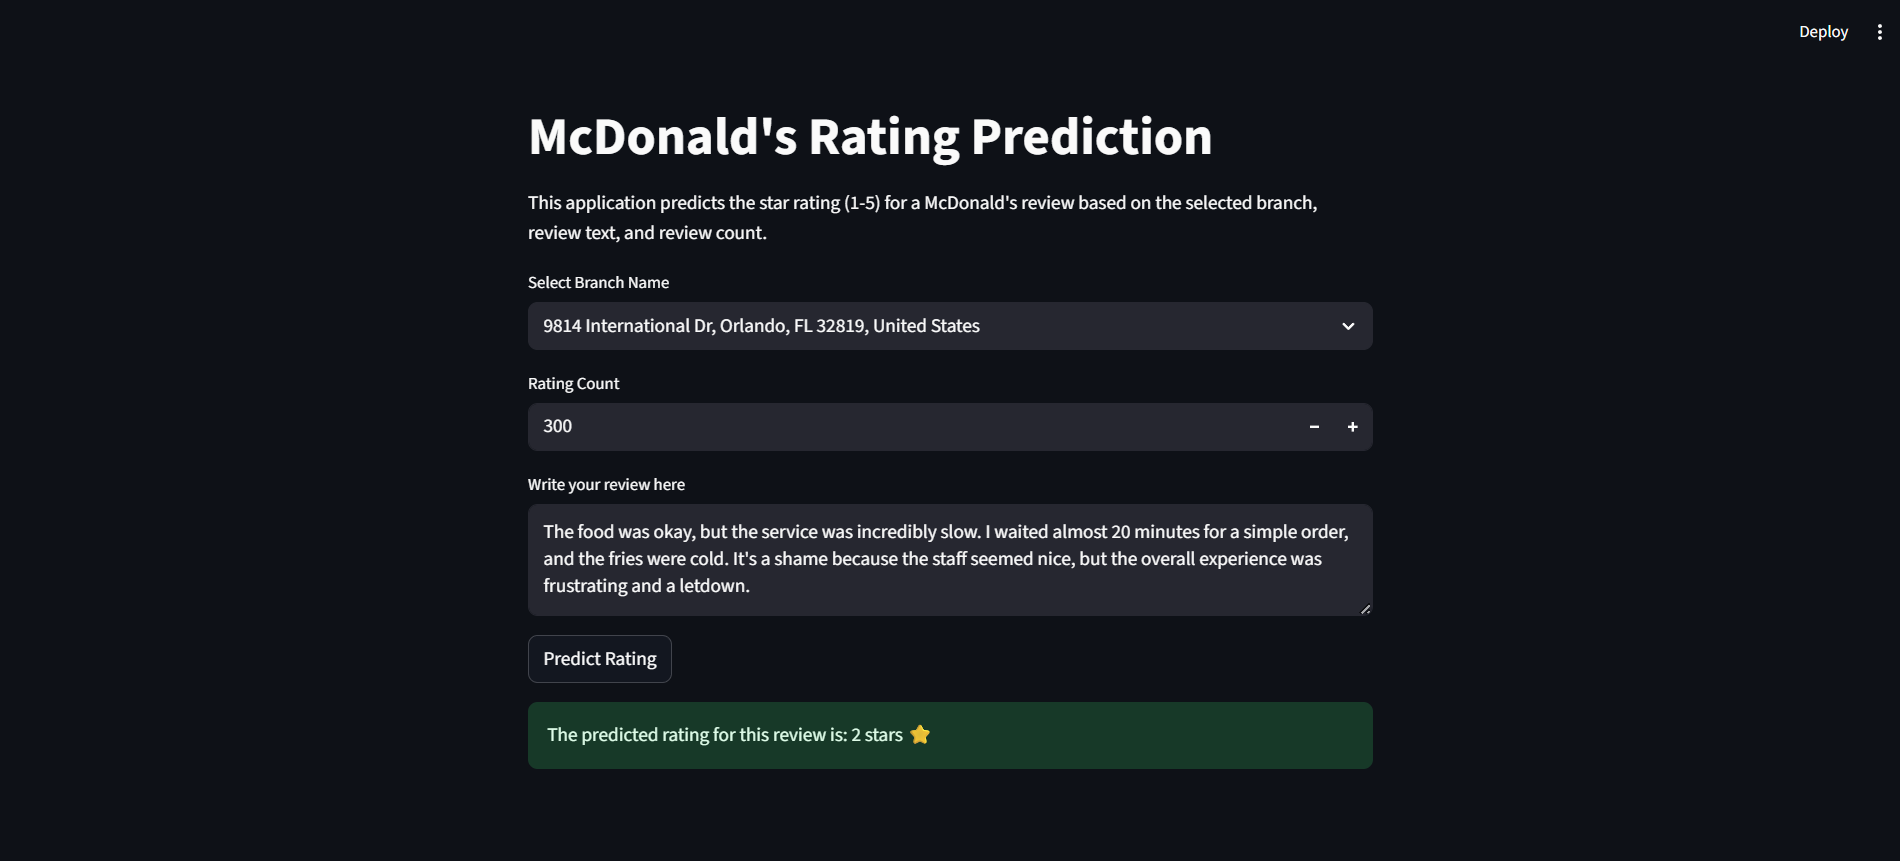 Deploy
McDonald's Rating Prediction
This application predicts the star rating (1-5) for a McDonald's review based on the selected branch,
review text, and review count.
Select Branch Name
9814 International Dr, Orlando, FL 32819, United States
Rating Count
300
Write your review here
The food was okay, but the service was incredibly slow. I waited almost 20 minutes for a simple order,
and the fries were cold. It's a shame because the staff seemed nice, but the overall experience was
frustrating and a letdown.
Predict Rating
The predicted rating for this review is: 2 stars ⭐